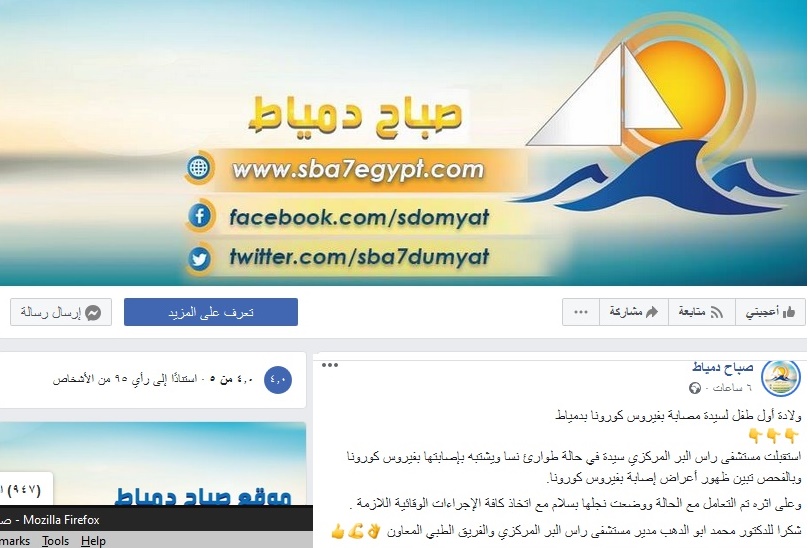 صباح دمياط
www.sba7egypt.com
facebook.com/sdomyat
twitter.com/sba7dumyat
أعجبني
متابعة
مشاركة
تعرف على المزيد
إرسال رسالة
صباح دمياط
٦ ساعات ·
ولادة أول طفل لسيدة مصابة بفيروس كورونا بدمياط
👇👇👇
استقبلت مستشفى راس البر المركزي سيدة في حالة طوارئ نسا ويشتبه بإصابتها بفيروس كورونا
وبالفحص تبين ظهور أعراض إصابة بفيروس كورونا.
وعلى اثره تم التعامل مع الحالة ووضعت نجلها بسلام مع اتخاذ كافة الإجراءات الوقائية اللازمة .
شكرا للدكتور محمد ابو الدهب مدير مستشفى راس البر المركزي والفريق الطبي المعاون 👌💪👍
٤,٠
٤,٠ من ٥ · استنادًا إلى رأي ٩٥ من الأشخاص
(٩٤٧)
موقع صباح دمياط
- Mozilla Firefox
marks Tools Help